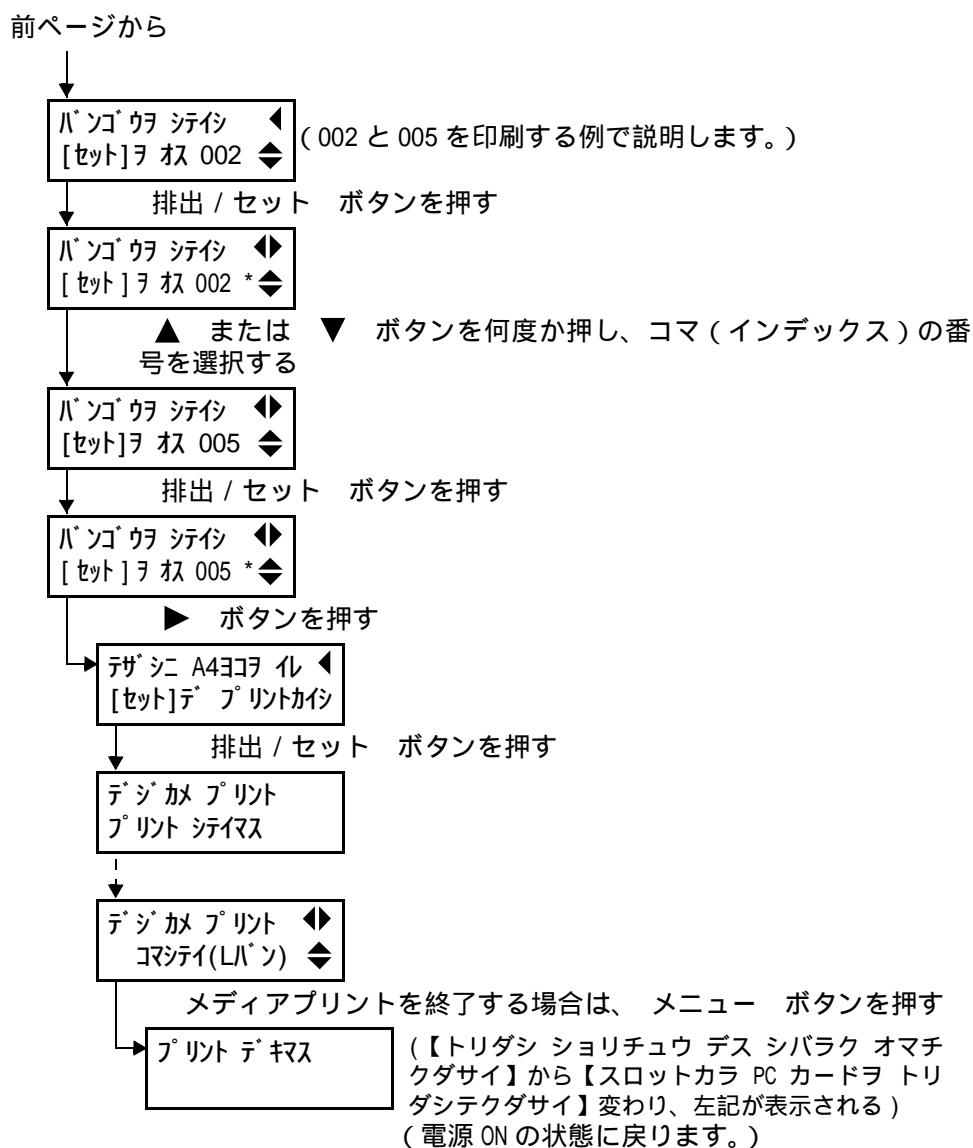 前ページから
ﾊﾞﾝｺﾞｳｦ ｼﾃｲｼ ◀
[ｾｯﾄ]ｦ ｵｽ 002 ◆
(002 と 005 を印刷する例で説明します。)
排出 / セット　ボタンを押す
ﾊﾞﾝｺﾞｳｦ ｼﾃｲｼ ◀▶
[ｾｯﾄ]ｦ ｵｽ 002 *◆
▲　または　▼　ボタンを何度か押し、コマ(インデックス)の番
号を選択する
ﾊﾞﾝｺﾞｳｦ ｼﾃｲｼ ◀▶
[ｾｯﾄ]ｦ ｵｽ 005 ◆
排出 / セット　ボタンを押す
ﾊﾞﾝｺﾞｳｦ ｼﾃｲｼ ◀▶
[ｾｯﾄ]ｦ ｵｽ 005 *◆
▶　ボタンを押す
ﾃｻﾞｼﾆ A4ﾖｺｦ ｲﾚ ◀
[ｾｯﾄ]ﾃﾞ ﾌﾟﾘﾝﾄｶｲｼ
排出 / セット　ボタンを押す
ﾃﾞｼﾞｶﾒ ﾌﾟﾘﾝﾄ
ﾌﾟﾘﾝﾄ ｼﾃｲﾏｽ
ﾃﾞｼﾞｶﾒ ﾌﾟﾘﾝﾄ ◀▶
ｺﾏｼﾃｲ(Lﾊﾞﾝ) ◆
メディアプリントを終了する場合は、 メニュー　ボタンを押す
ﾌﾟﾘﾝﾄ ﾃﾞｷﾏｽ
(【トリダシ ショリチュウ デス シバラク オマチ
クダサイ】から【スロットカラ PC カードヲ トリ
ダシテクダサイ】変わり、左記が表示される)
(電源 ON の状態に戻ります。)